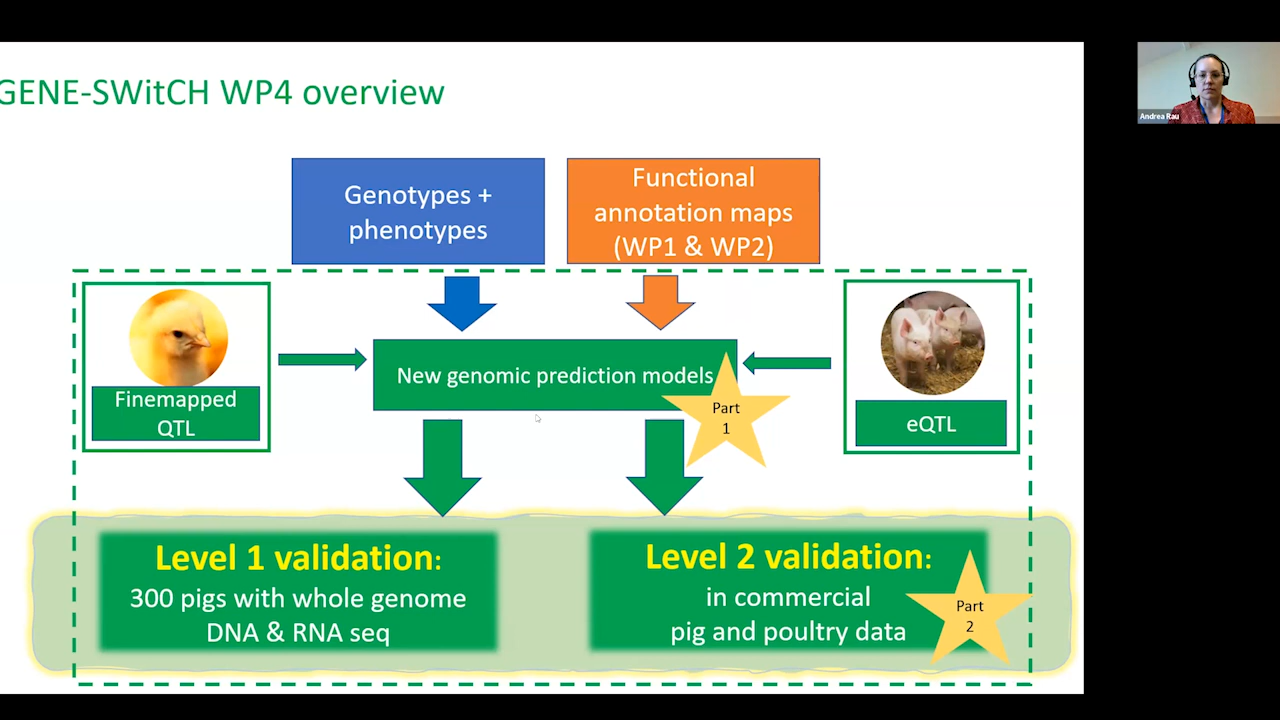 GENE-SWitCH WP4 overview
Andrea Rau
Genotypes +
phenotypes
Functional
annotation maps
(WP1 & WP2)
New genomic prediction models
Part
1
Finemapped
QTL
eQTL
Level 1 validation:
300 pigs with whole genome
DNA & RNA seq
Level 2 validation:
in commercial
pig and poultry data
Part
2